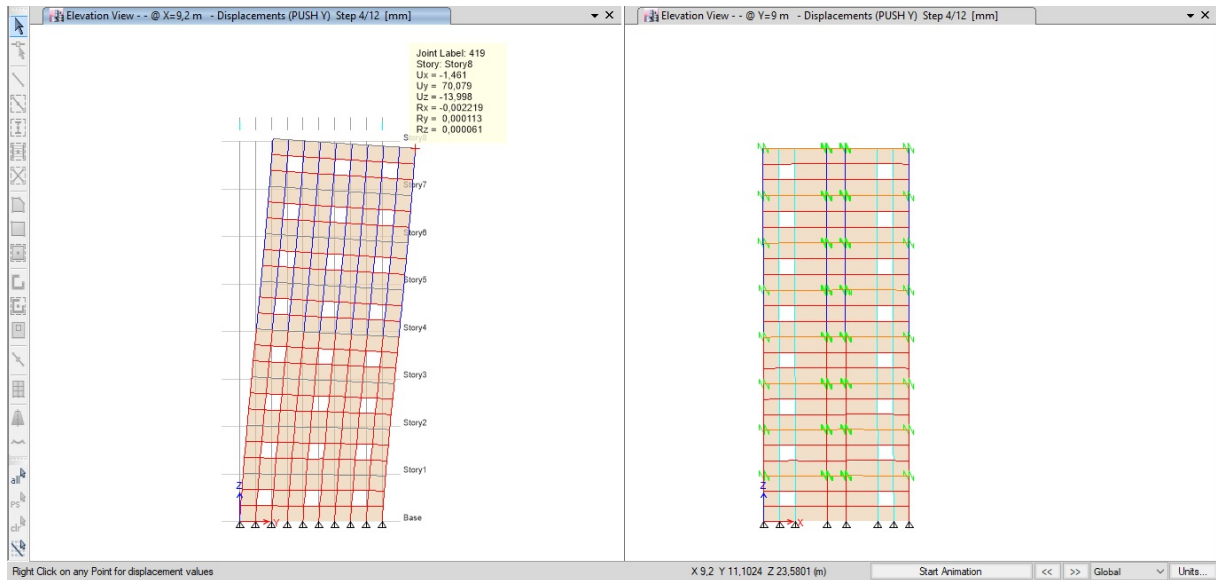 Elevation View - - @ X=9,2 m - Displacements (PUSH Y) Step 4/12 [mm]
Elevation View - - @ Y=9 m - Displacements (PUSH Y) Step 4/12 [mm]
Joint Label: 419
Story: Story8
Ux = -1,461
Uy = 70,079
Uz = -13,998
Rx = -0,002219
Ry = 0,000113
Rz = 0,000061
Story7
Story6
Story5
Story4
Story3
Story2
Story1
Base
Z
Y
Z
X
all
ps
clr
Right Click on any Point for displacement values
X 9,2 Y 11,1024 Z 23,5801 (m)
Start Animation
<<
>>
Global
Units...